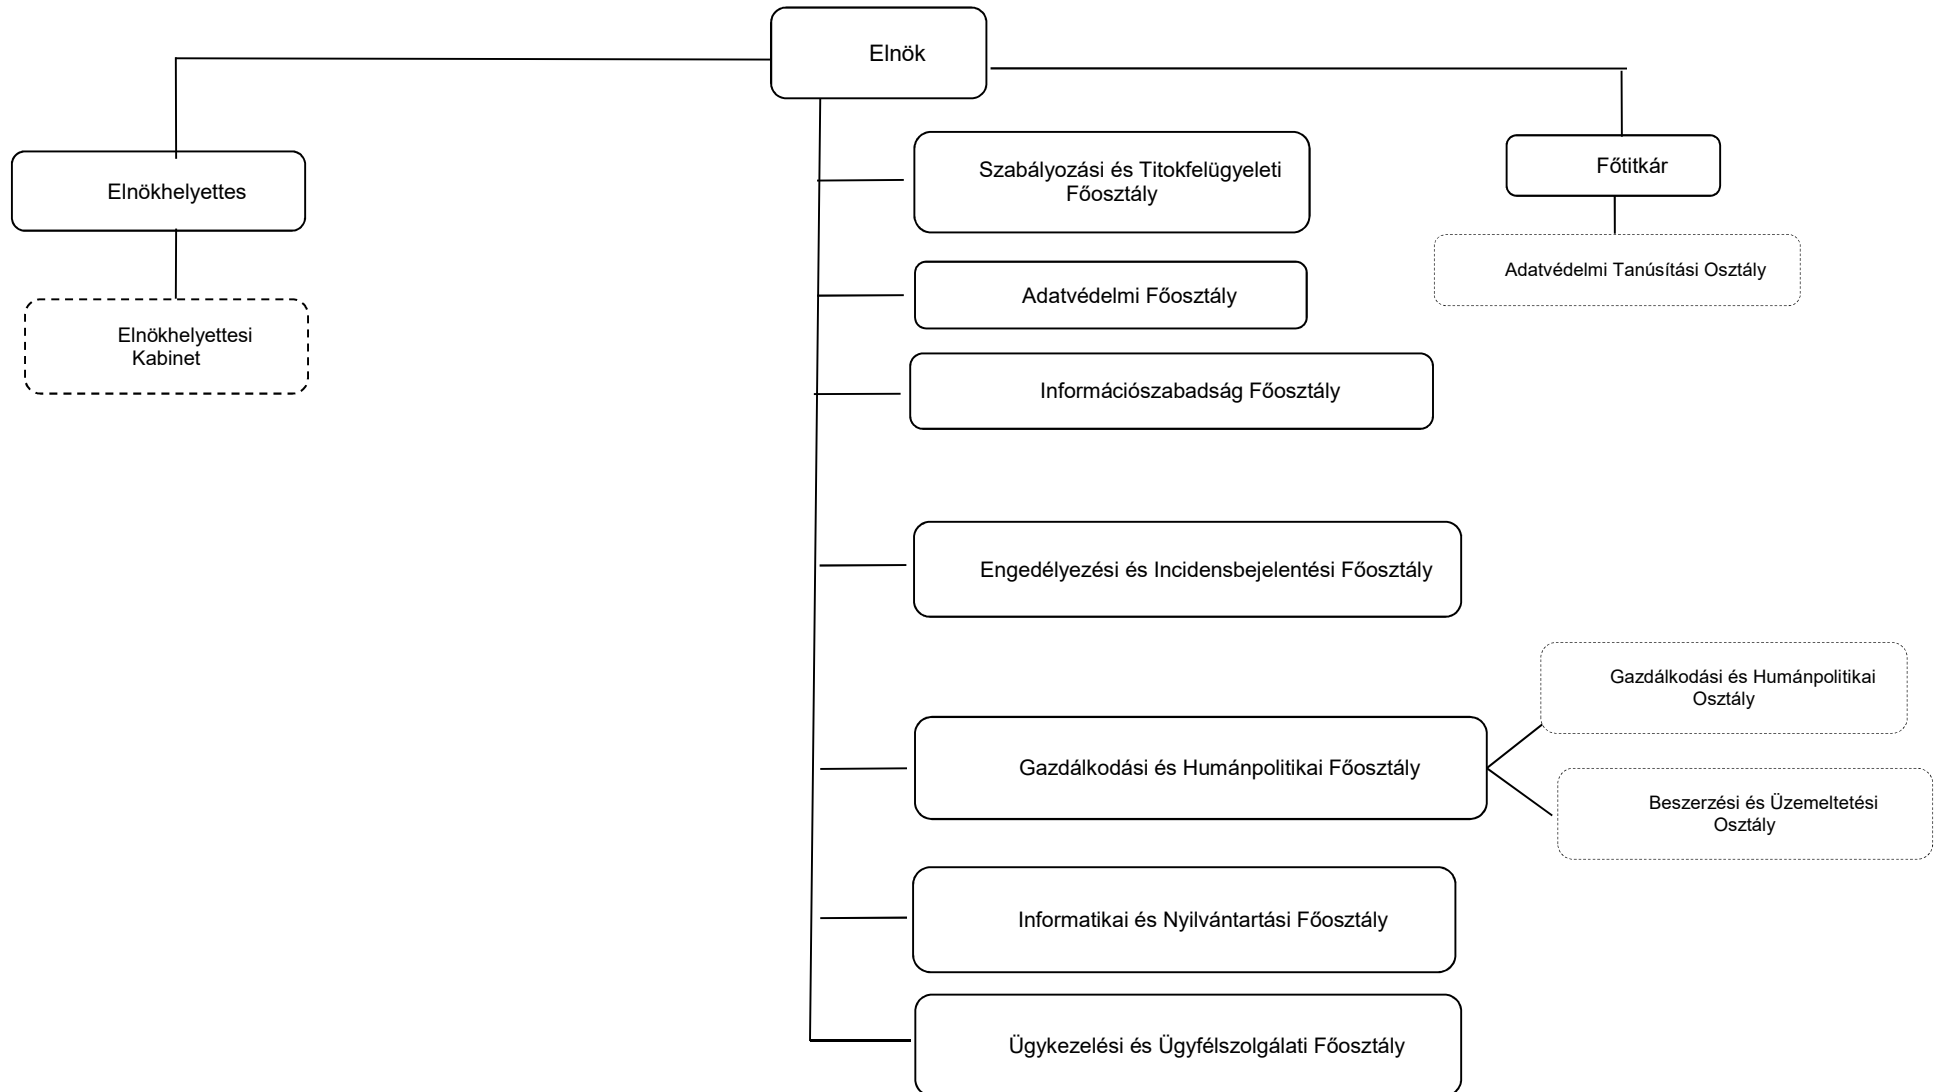 Elnök
Elnökhelyettes
Elnökhelyettesi
Kabinet
Szabályozási és Titokfelügyeleti
Főosztály
Adatvédelmi Főosztály
Információszabadság Főosztály
Engedélyezési és Incidensbejelentési Főosztály
Gazdálkodási és Humánpolitikai Főosztály
Gazdálkodási és Humánpolitikai
Osztály
Beszerzési és Üzemeltetési
Osztály
Informatikai és Nyilvántartási Főosztály
Ügykezelési és Ügyfélszolgálati Főosztály
Főtitkár
Adatvédelmi Tanúsítási Osztály